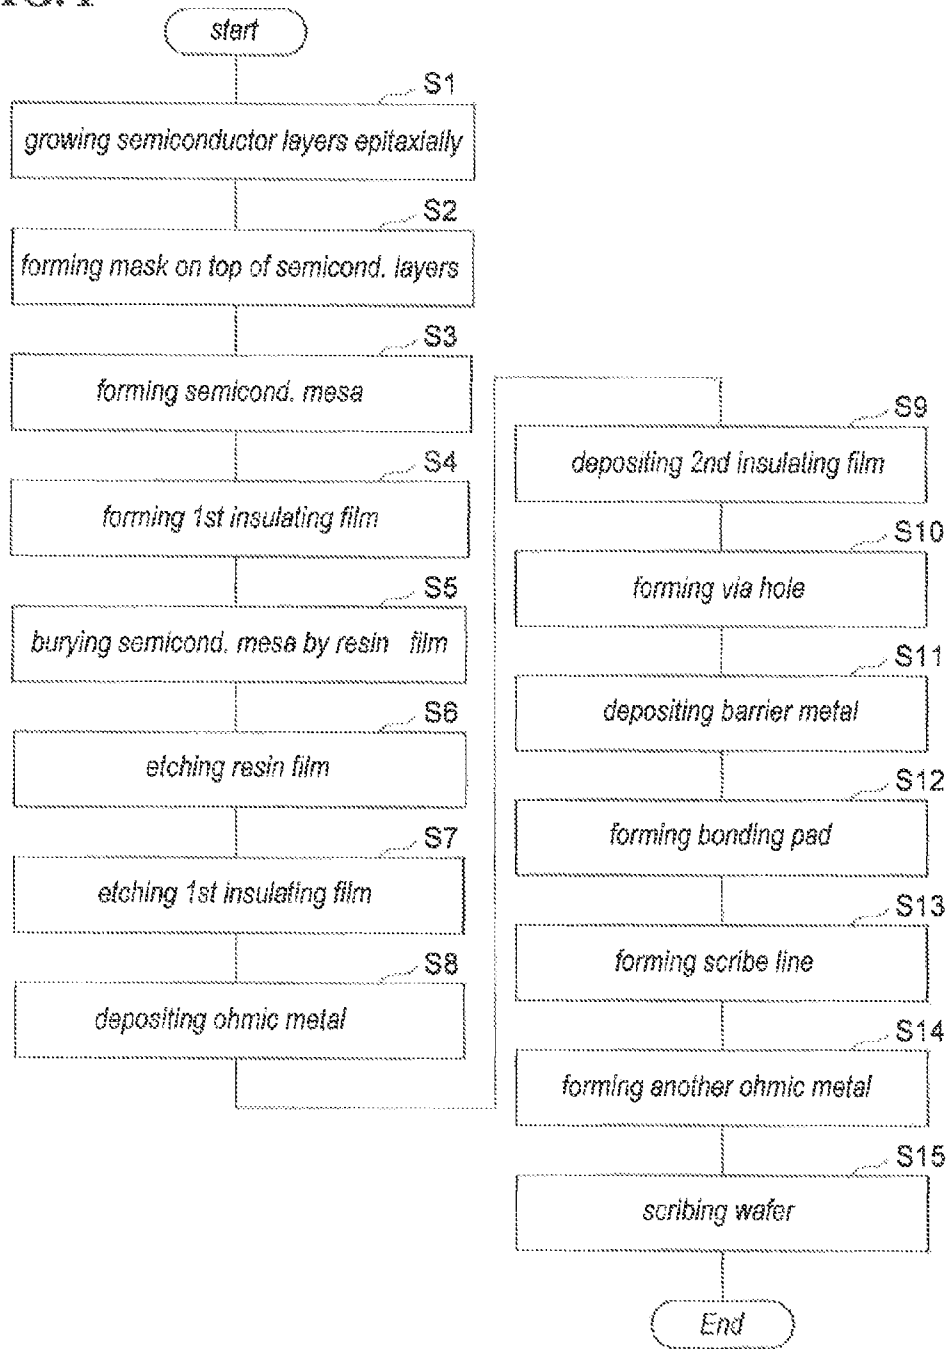 start
S1
growing semiconductor layers epitaxially
S2
forming mask on top of semicond. layers
S3
forming semicond. mesa
S4
forming 1st insulating film
S5
burying semicond. mesa by resin film
S6
etching resin film
S7
etching 1st insulating film
S8
depositing ohmic metal
S9
depositing 2nd insulating film
S10
forming via hole
S11
depositing barrier metal
S12
forming bonding pad
S13
forming scribe line
S14
forming another ohmic metal
S15
scribing wafer
End